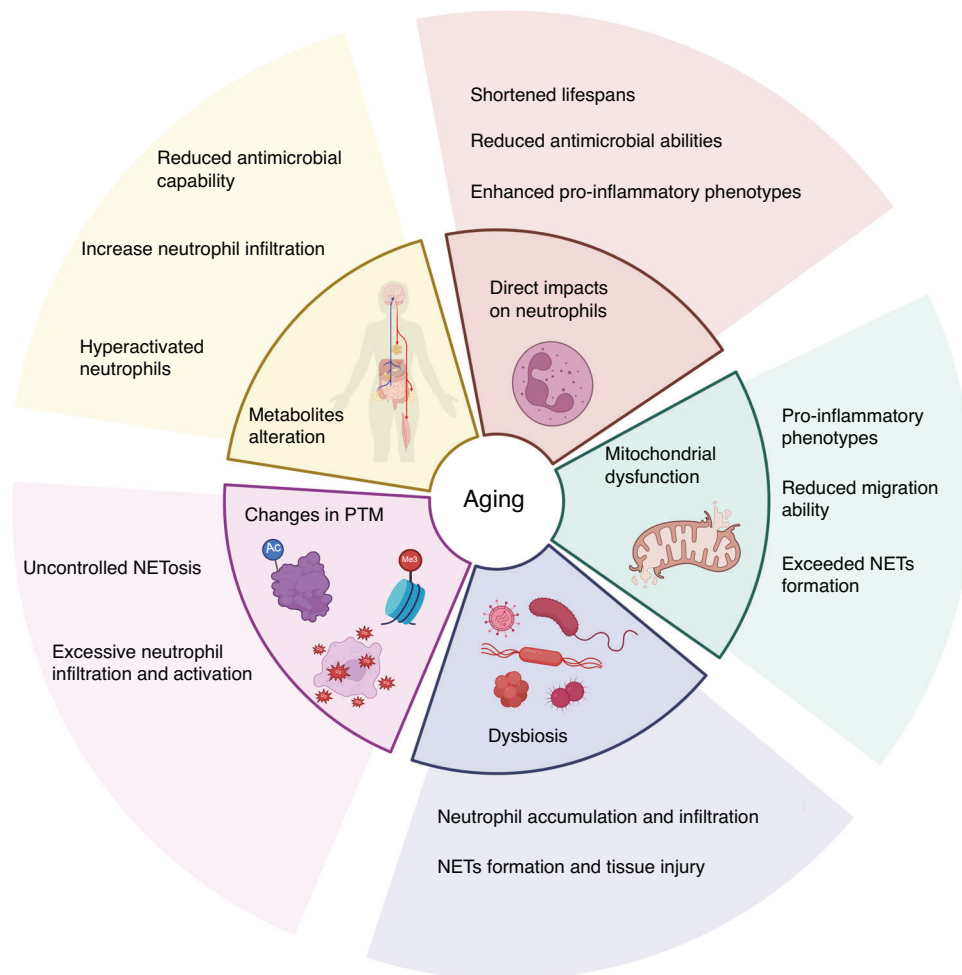 Shortened lifespans
Reduced antimicrobial abilities
Enhanced pro-inflammatory phenotypes
Direct impacts
on neutrophils
Reduced antimicrobial
capability
Increase neutrophil infiltration
Hyperactivated
neutrophils
Metabolites
alteration
Pro-inflammatory
phenotypes
Reduced migration
ability
Exceeded NETs
formation
Mitochondrial
dysfunction
Aging
Changes in PTM
Ac
Me3
Uncontrolled NETosis
Excessive neutrophil
infiltration and activation
Dysbiosis
Neutrophil accumulation and infiltration
NETs formation and tissue injury